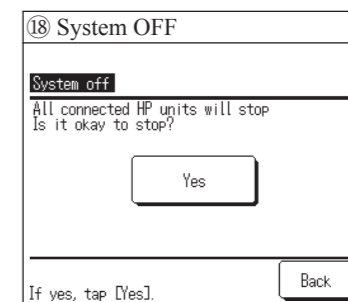 ⑱ System OFF
System off
All connected HP units will stop
Is it okay to stop?
Yes
If yes, tap [Yes].
Back